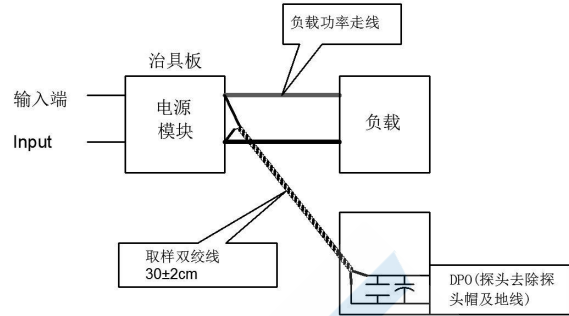 负载功率走线
治具板
输入端
Input
电源
模块
负载
取样双绞线
30±2cm
DPO(探头去除探
头帽及地线)